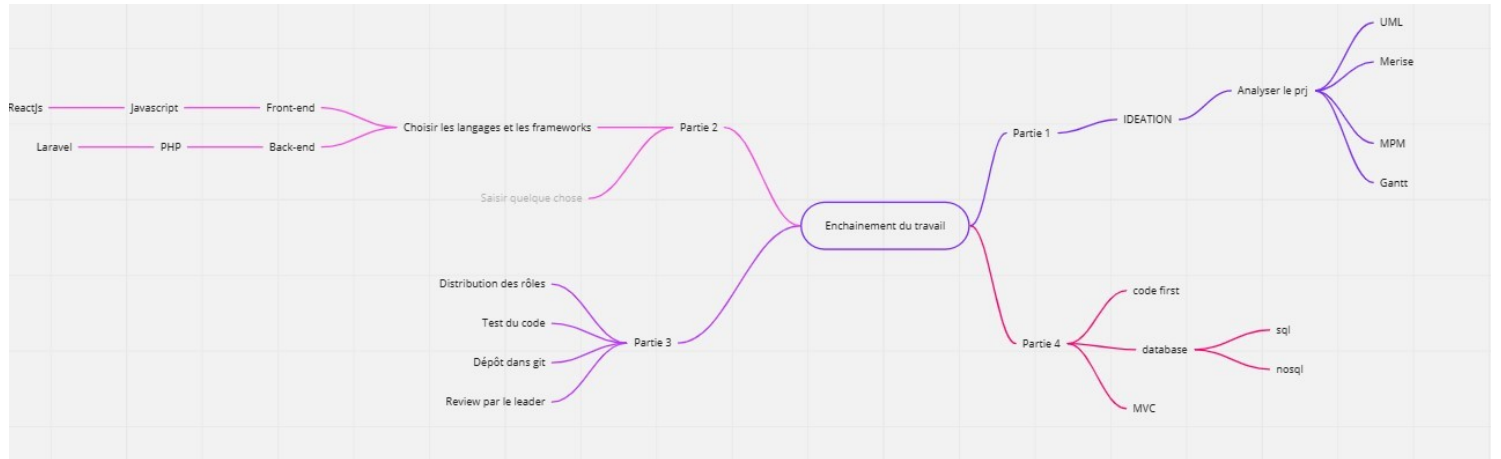 UML
Merise
Analyser le prj
ReactJs
Javascript
Front-end
IDEATION
Choisir les langages et les frameworks
Partie 2
Partie 1
Laravel
PHP
Back-end
MPM
Gantt
Saisir quelque chose
Enchainement du travail
Distribution des rôles
code first
Test du code
sql
Partie 3
Partie 4
database
Dépôt dans git
nosql
Review par le leader
MVC